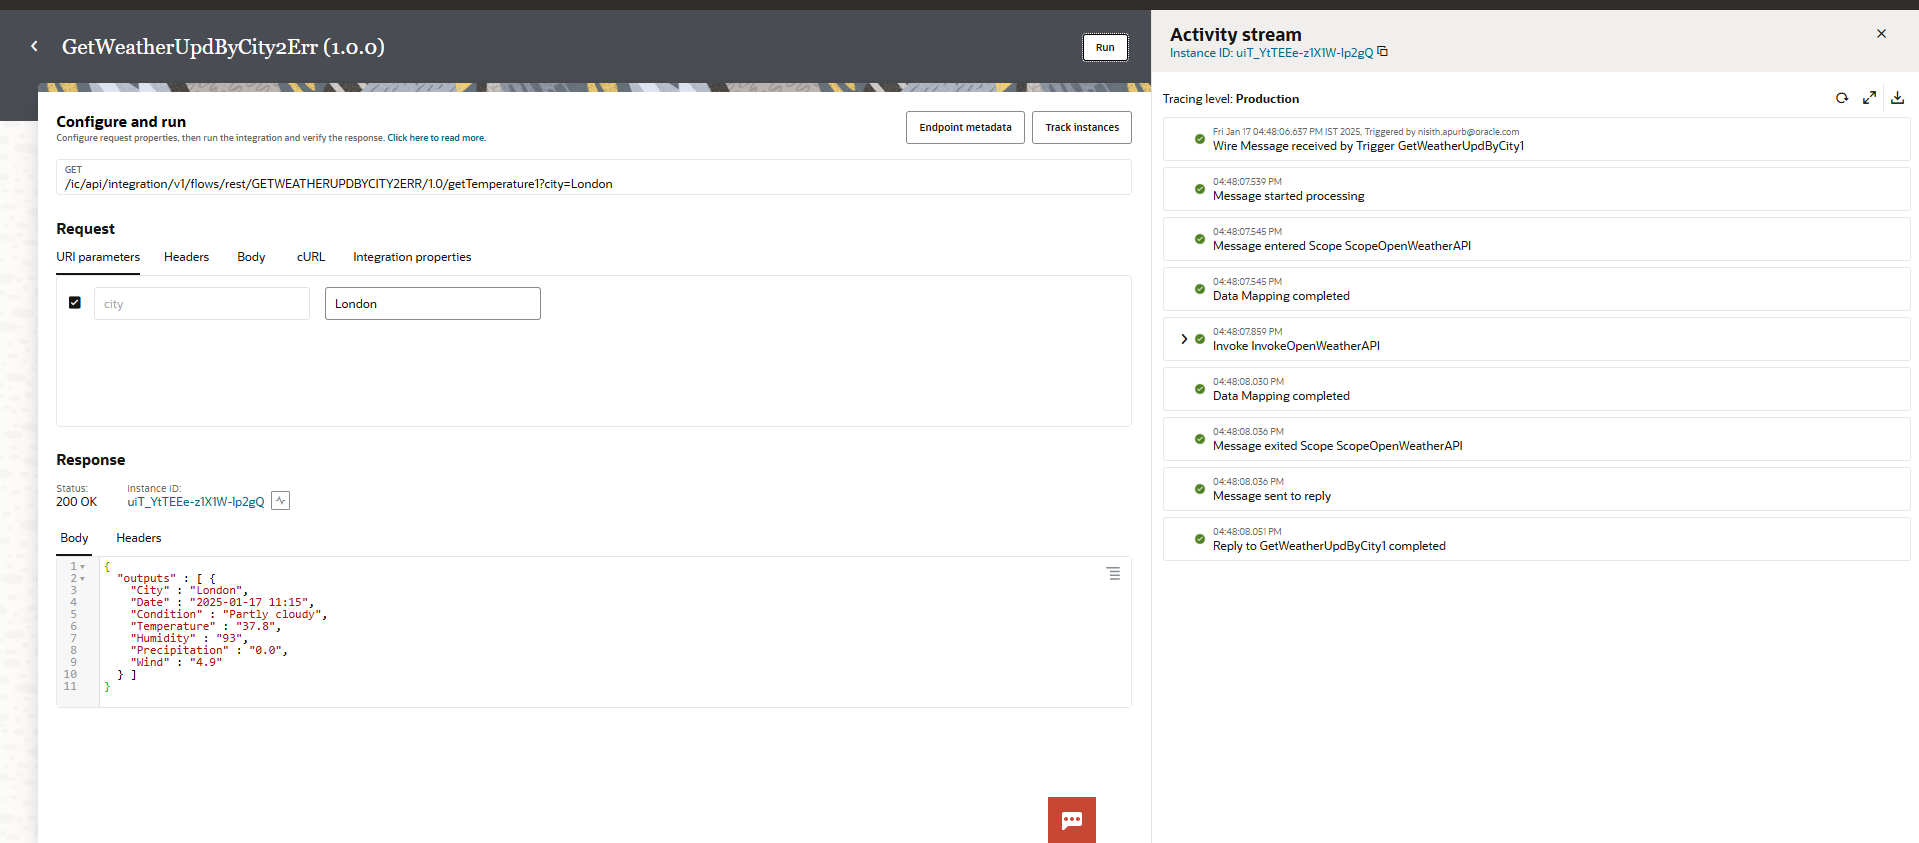 GetWeatherUpdByCity2Err (1.0.0)
Run
Configure and run
Configure request properties, then run the integration and verify the response. Click here to read more.
Endpoint metadata
Track instances
GET
/ic/api/integration/v1/flows/rest/GETWEATHERUPDBYCITY2ERR/1.0/getTemperature1?city=London
Request
URI parameters Headers Body cURL Integration properties
city London
Response
Status: Instance ID:
200 OK uiT_YtTEEe-z1X1W-Ip2gQ
Body Headers
1 {
2 "outputs" : [ {
3 "City" : "London",
4 "Date" : "2025-01-17 11:15",
5 "Condition" : "Partly cloudy",
6 "Temperature" : "37.8",
7 "Humidity" : "93",
8 "Precipitation" : "0.0",
9 "Wind" : "4.9"
10 } ]
11 }
Activity stream
Instance ID: uiT_YtTEEe-z1X1W-Ip2gQ
Tracing level: Production
Fri Jan 17 04:48:06.637 PM IST 2025, Triggered by nisith.apurb@oracle.com
Wire Message received by Trigger GetWeatherUpdByCity1
04:48:07.539 PM
Message started processing
04:48:07.545 PM
Message entered Scope ScopeOpenWeatherAPI
04:48:07.545 PM
Data Mapping completed
04:48:07.859 PM
Invoke InvokeOpenWeatherAPI
04:48:08.030 PM
Data Mapping completed
04:48:08.036 PM
Message exited Scope ScopeOpenWeatherAPI
04:48:08.036 PM
Message sent to reply
04:48:08.051 PM
Reply to GetWeatherUpdByCity1 completed